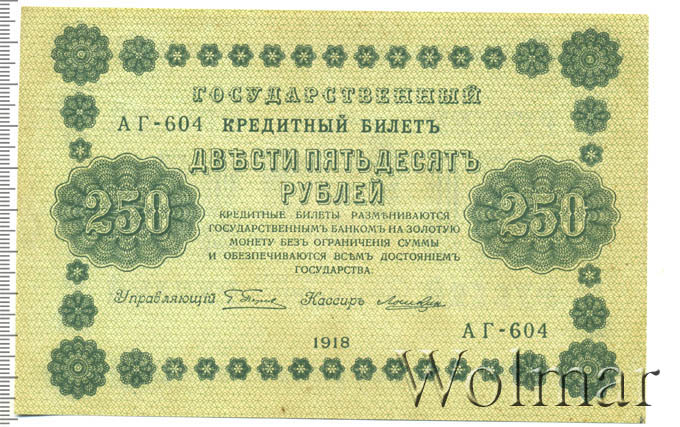 ГОСУДАРСТВЕННЫЙ
АГ-604 КРЕДИТНЫЙ БИЛЕТЪ
ДВѢСТИ ПЯТЬДЕСЯТЪ
РУБЛЕЙ
250
250
КРЕДИТНЫЕ БИЛЕТЫ РАЗМѢНИВАЮТСЯ
ГОСУДАРСТВЕННЫМЪ БАНКОМЪ НА ЗОЛОТУЮ
МОНЕТУ БЕЗЪ ОГРАНИЧЕНІЯ СУММЫ
И ОБЕЗПЕЧИВАЮТСЯ ВСѢМЪ ДОСТОЯНІЕМЪ
ГОСУДАРСТВА.
Управляющій Кассиръ
АГ-604
1918
Wolmar